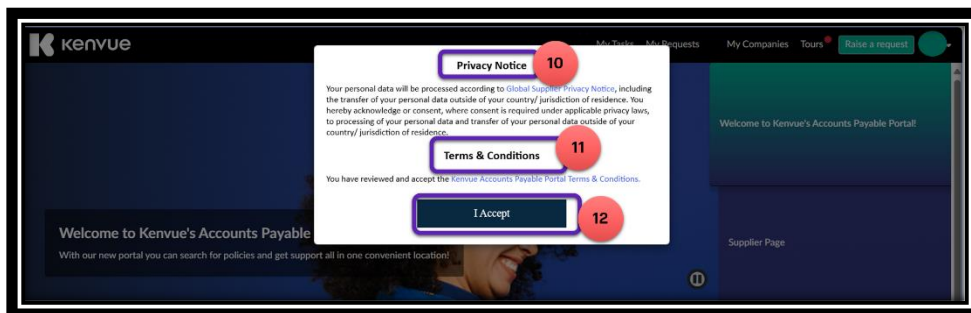 Kenvue
My Tasks My Requests My Companies Tours Raise a request
Privacy Notice
10
Your personal data will be processed according to Global Supplier Privacy Notice, including
the transfer of your personal data outside of your country/ jurisdiction of residence. You
hereby acknowledge or consent, where consent is required under applicable privacy laws,
to processing of your personal data and transfer of your personal data outside of your
country/ jurisdiction of residence.
Terms & Conditions
11
You have reviewed and accept the Kenvue Accounts Payable Portal Terms & Conditions.
I Accept
12
Welcome to Kenvue's Accounts Payable
With our new portal you can search for policies and get support all in one convenient location!
Welcome to Kenvue's Accounts Payable Portal!
Supplier Page